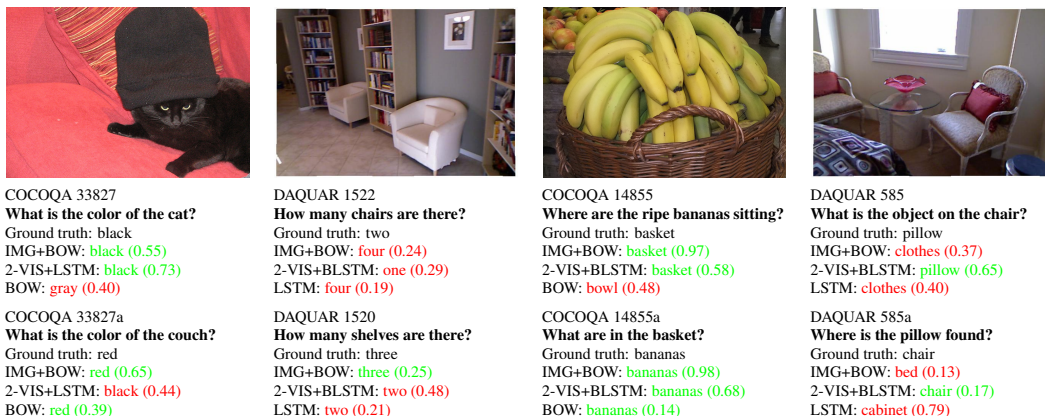 COCOQA 33827
What is the color of the cat?
Ground truth: black
IMG+BOW: black (0.55)
2-VIS+LSTM: black (0.73)
BOW: gray (0.40)
COCOQA 33827a
What is the color of the couch?
Ground truth: red
IMG+BOW: red (0.65)
2-VIS+LSTM: black (0.44)
BOW: red (0.39)
DAQUAR 1522
How many chairs are there?
Ground truth: two
IMG+BOW: four (0.24)
2-VIS+BLSTM: one (0.29)
LSTM: four (0.19)
DAQUAR 1520
How many shelves are there?
Ground truth: three
IMG+BOW: three (0.25)
2-VIS+BLSTM: two (0.48)
LSTM: two (0.21)
COCOQA 14855
Where are the ripe bananas sitting?
Ground truth: basket
IMG+BOW: basket (0.97)
2-VIS+BLSTM: basket (0.58)
BOW: bowl (0.48)
COCOQA 14855a
What are in the basket?
Ground truth: bananas
IMG+BOW: bananas (0.98)
2-VIS+BLSTM: bananas (0.68)
BOW: bananas (0.14)
DAQUAR 585
What is the object on the chair?
Ground truth: pillow
IMG+BOW: clothes (0.37)
2-VIS+BLSTM: pillow (0.65)
LSTM: clothes (0.40)
DAQUAR 585a
Where is the pillow found?
Ground truth: chair
IMG+BOW: bed (0.13)
2-VIS+BLSTM: chair (0.17)
LSTM: cabinet (0.79)